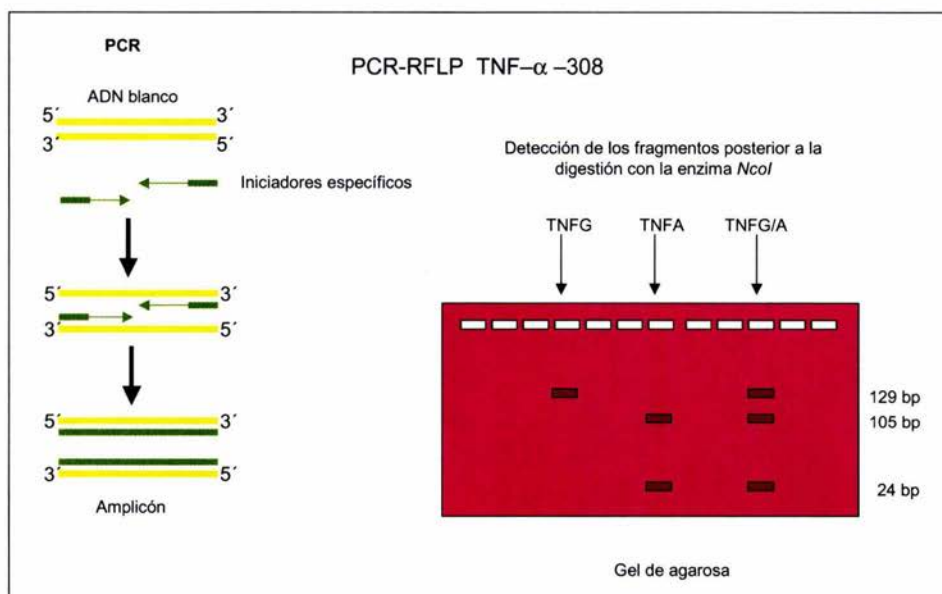 PCR
PCR-RFLP TNF–α –308
ADN blanco
5´ 3´
3´ 5´
Iniciadores específicos
5´ 3´
3´ 5´
5´ 3´
3´ 5´
Amplicón
Detección de los fragmentos posterior a la
digestión con la enzima NcoI
TNFG TNFA TNFG/A
129 bp
105 bp
24 bp
Gel de agarosa